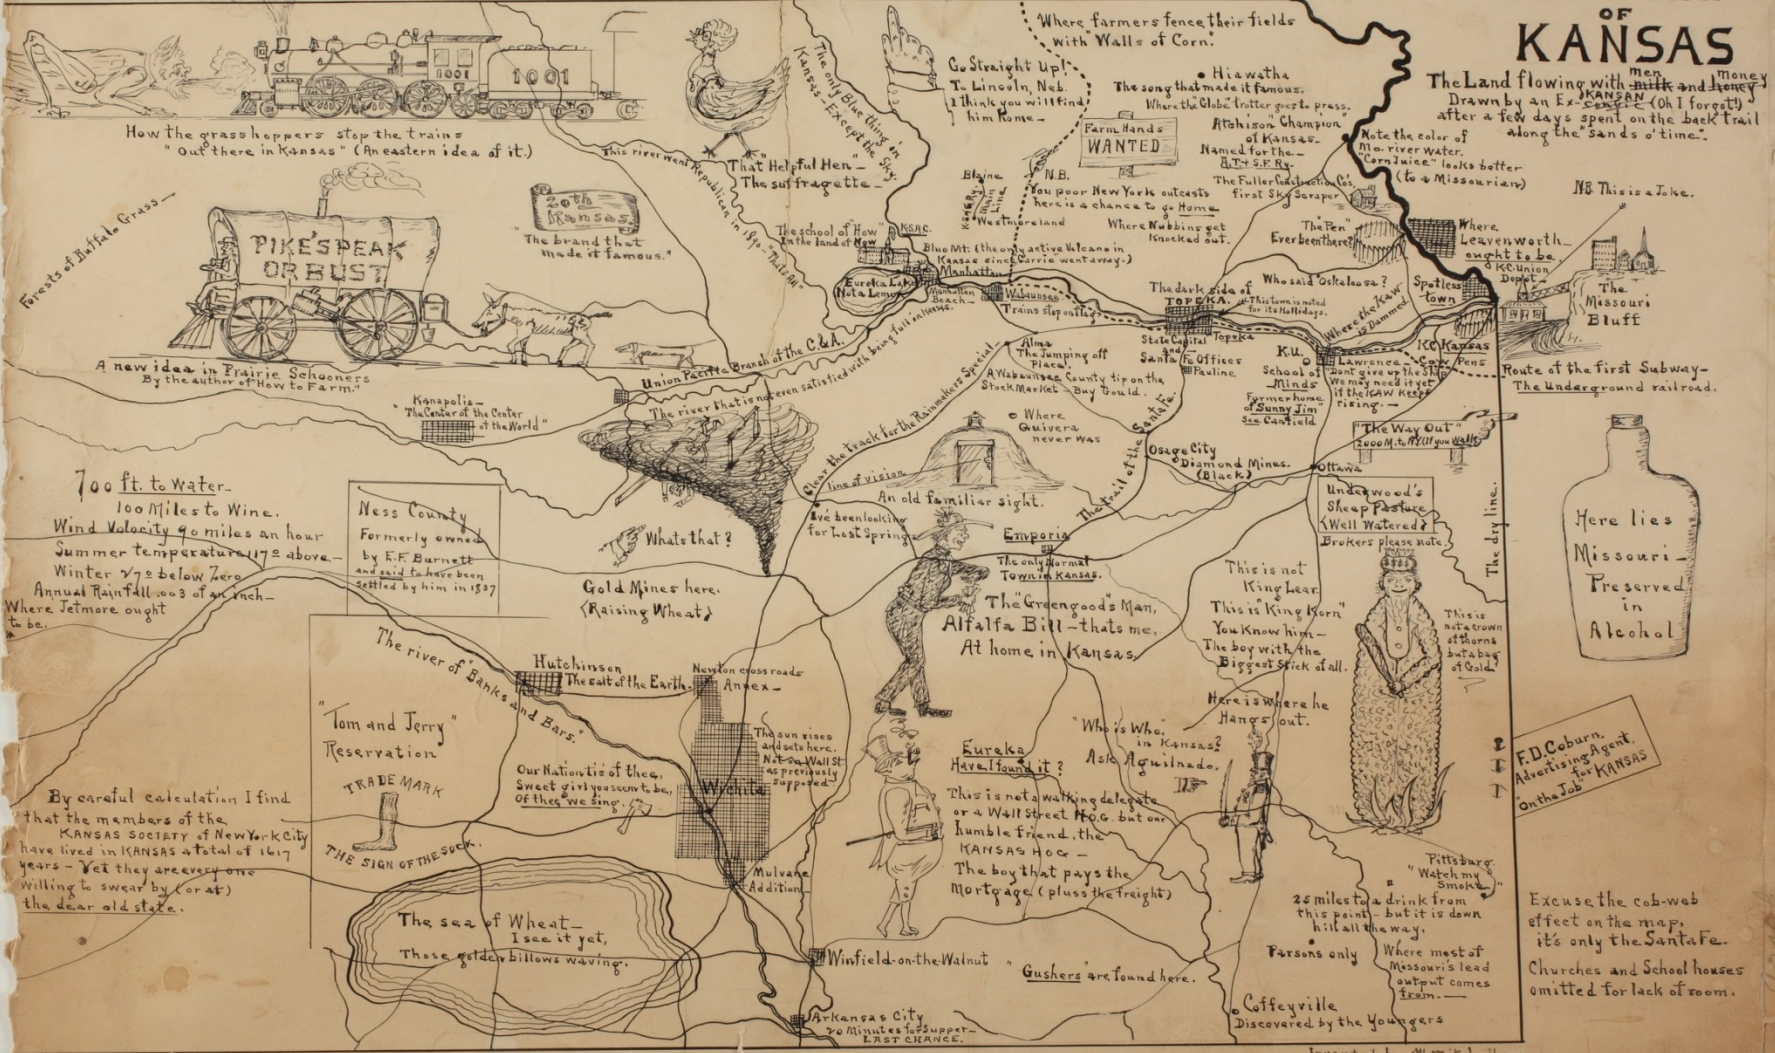 OF
KANSAS
The Land flowing with men milk and money honey
Drawn by an Ex-KANSAN (Oh I forgot!)
after a few days spent on the back trail
along the "sands o' time".
1001
1001
How the grasshoppers stop the trains
"Out there in Kansas" (An eastern idea of it.)
Forests of Buffalo Grass—
PIKE'S PEAK
OR BUST
A new idea in Prairie Schooners
By the author of "How to Farm."
20th
Kansas
"The brand that
made it famous."
That "Helpful Hen"—
The suffragette—
The only Blue thing in
Kansas—Except the Sky.
This river went Republican in 1890—"Thats All"
Go Straight Up!
To Lincoln, Neb.
I think you will find
him home—
Where farmers fence their fields
with "Walls of Corn".
Hiawatha
The song that made it famous.
Where the Globe trotter goes to press.
Atchison "Champion"
of Kansas—
Named for the—
A.T.+S.F. Ry.
Farm Hands
WANTED
N.B.
You poor New York outcasts
here is a chance to go Home
Blaine
Main
Line
Westmoreland
Where Nubbins get
Knocked out.
The Fuller Construction Co's,
first Sky Scraper
The "Pen"
Ever been there?
Note the color of
Mo. river water.
"Corn Juice" looks better
(to a Missourian)
N.B. This is a Joke.
Where,
Leavenworth—
ought to be.
K.C. Union
Depot
The
Missouri
Bluff
Spotless
town
The school of "How"
In the land of Now
K.S.A.C.
Blue Mt. (the only active Volcano in
Kansas since Carrie went away.)
Manhattan
Eureka Lake
Not a Lemon
Manhattan
Beach—
Wabaunsee
Trains stop on flag
The dark side of
TOPEKA.
This town is noted
for its Hollidays.
Who said "Oskaloosa"?
Where the Kaw
is Dammed
State Capital
and
Santa Fe Offices
Pauline
Topeka
K.U.
School of
Minds
Former home
of "Sunny Jim"
See Canfield
Lawrence
"Dont give up the Ship"
We may need it yet
if the KAW keeps
rising.—
KC Kansas
Cow Pens
Route of the first Subway—
The Underground railroad.
Alma
The Jumping off
Place!
A Wabaunsee County tip on the
Stock Market—Buy Gould.
Union Pacific Branch of the C.& A.
The river that is not even satisfied with being full in Kansas.
Clear the track for the Rainmakers Special
Kanapolis—
"The Center of the Center
of the World"
Where
Quivera
never was
The trail of the Santa Fe
Osage City
Diamond Mines.
(Black)
"The Way Out"
2000 M. to N.Y. (If you walk)
Ottawa
line of vision
An old familiar sight.
I've been looking
for Lost Spring
700 ft. to Water—
100 Miles to Wine.
Wind Volocity 90 miles an hour
Summer temperature 117° above—
Winter 27° below Zero
Annual Rainfall .003 of an inch—
Where Jetmore ought
to be.
Ness County
Formerly owned
by E.F. Burnett
and said to have been
settled by him in 1837
Whats that?
Gold Mines here.
(Raising Wheat)
Emporia
The only Normal
Town in Kansas.
The "Greengood's" Man,
Alfalfa Bill—thats me,
At home in Kansas,
Underwood's
Sheep Pasture
(Well Watered)
Brokers please note.
The dry line.
Here lies
Missouri—
Preserved
in
Alcohol
This is not
King Lear
This is "King Korn"
You Know him—
The boy with the
Biggest Stick of all.
This is
not a crown
of thorns
but a bag
of Gold
Here is where he
Hangs out.
The river of "Banks and Bars."
Hutchinson
The salt of the Earth.
Newton cross roads
Annex—
"Tom and Jerry"
Reservation
TRADE MARK
THE SIGN OF THE SOCK.
The sun rises
and sets here.
Not on Wall St
as previously
supposed
Wichita
Our Nation tis of thee,
Sweet girl you seem to be,
Of thee "we sing.
Mulvane
Addition
By careful calculation I find
that the members of the
KANSAS SOCIETY of New York City
have lived in KANSAS a total of 1617
years—Yet they are every one
willing to swear by (or at)
the dear old state.
Eureka
Have I found it?
"Who is Who,
in Kansas?
Ask Aguilnado.
This is not a walking delegate
or a Wall Street H.O.G. but our
humble friend, the
KANSAS HOG—
The boy that pays the
Mortgage (pluss the freight)
F.D. Coburn,
Advertising Agent,
for KANSAS
"On the Job"
Pittsburg
"Watch my
Smoke"
25 miles to a drink from
this point—but it is down
hill all the way.
Parsons only
Where most of
Missouri's lead
output comes
from.—
The sea of Wheat—
I see it yet,
Those golden billows waving.
Winfield-on-the-Walnut
"Gushers" are found here.
Arkansas City
20 Minutes for Supper—
LAST CHANCE.
Coffeyville
Discovered by the Youngers
Excuse the cob-web
effect on the map,
it's only the Santa Fe.
Churches and School houses
omitted for lack of room.